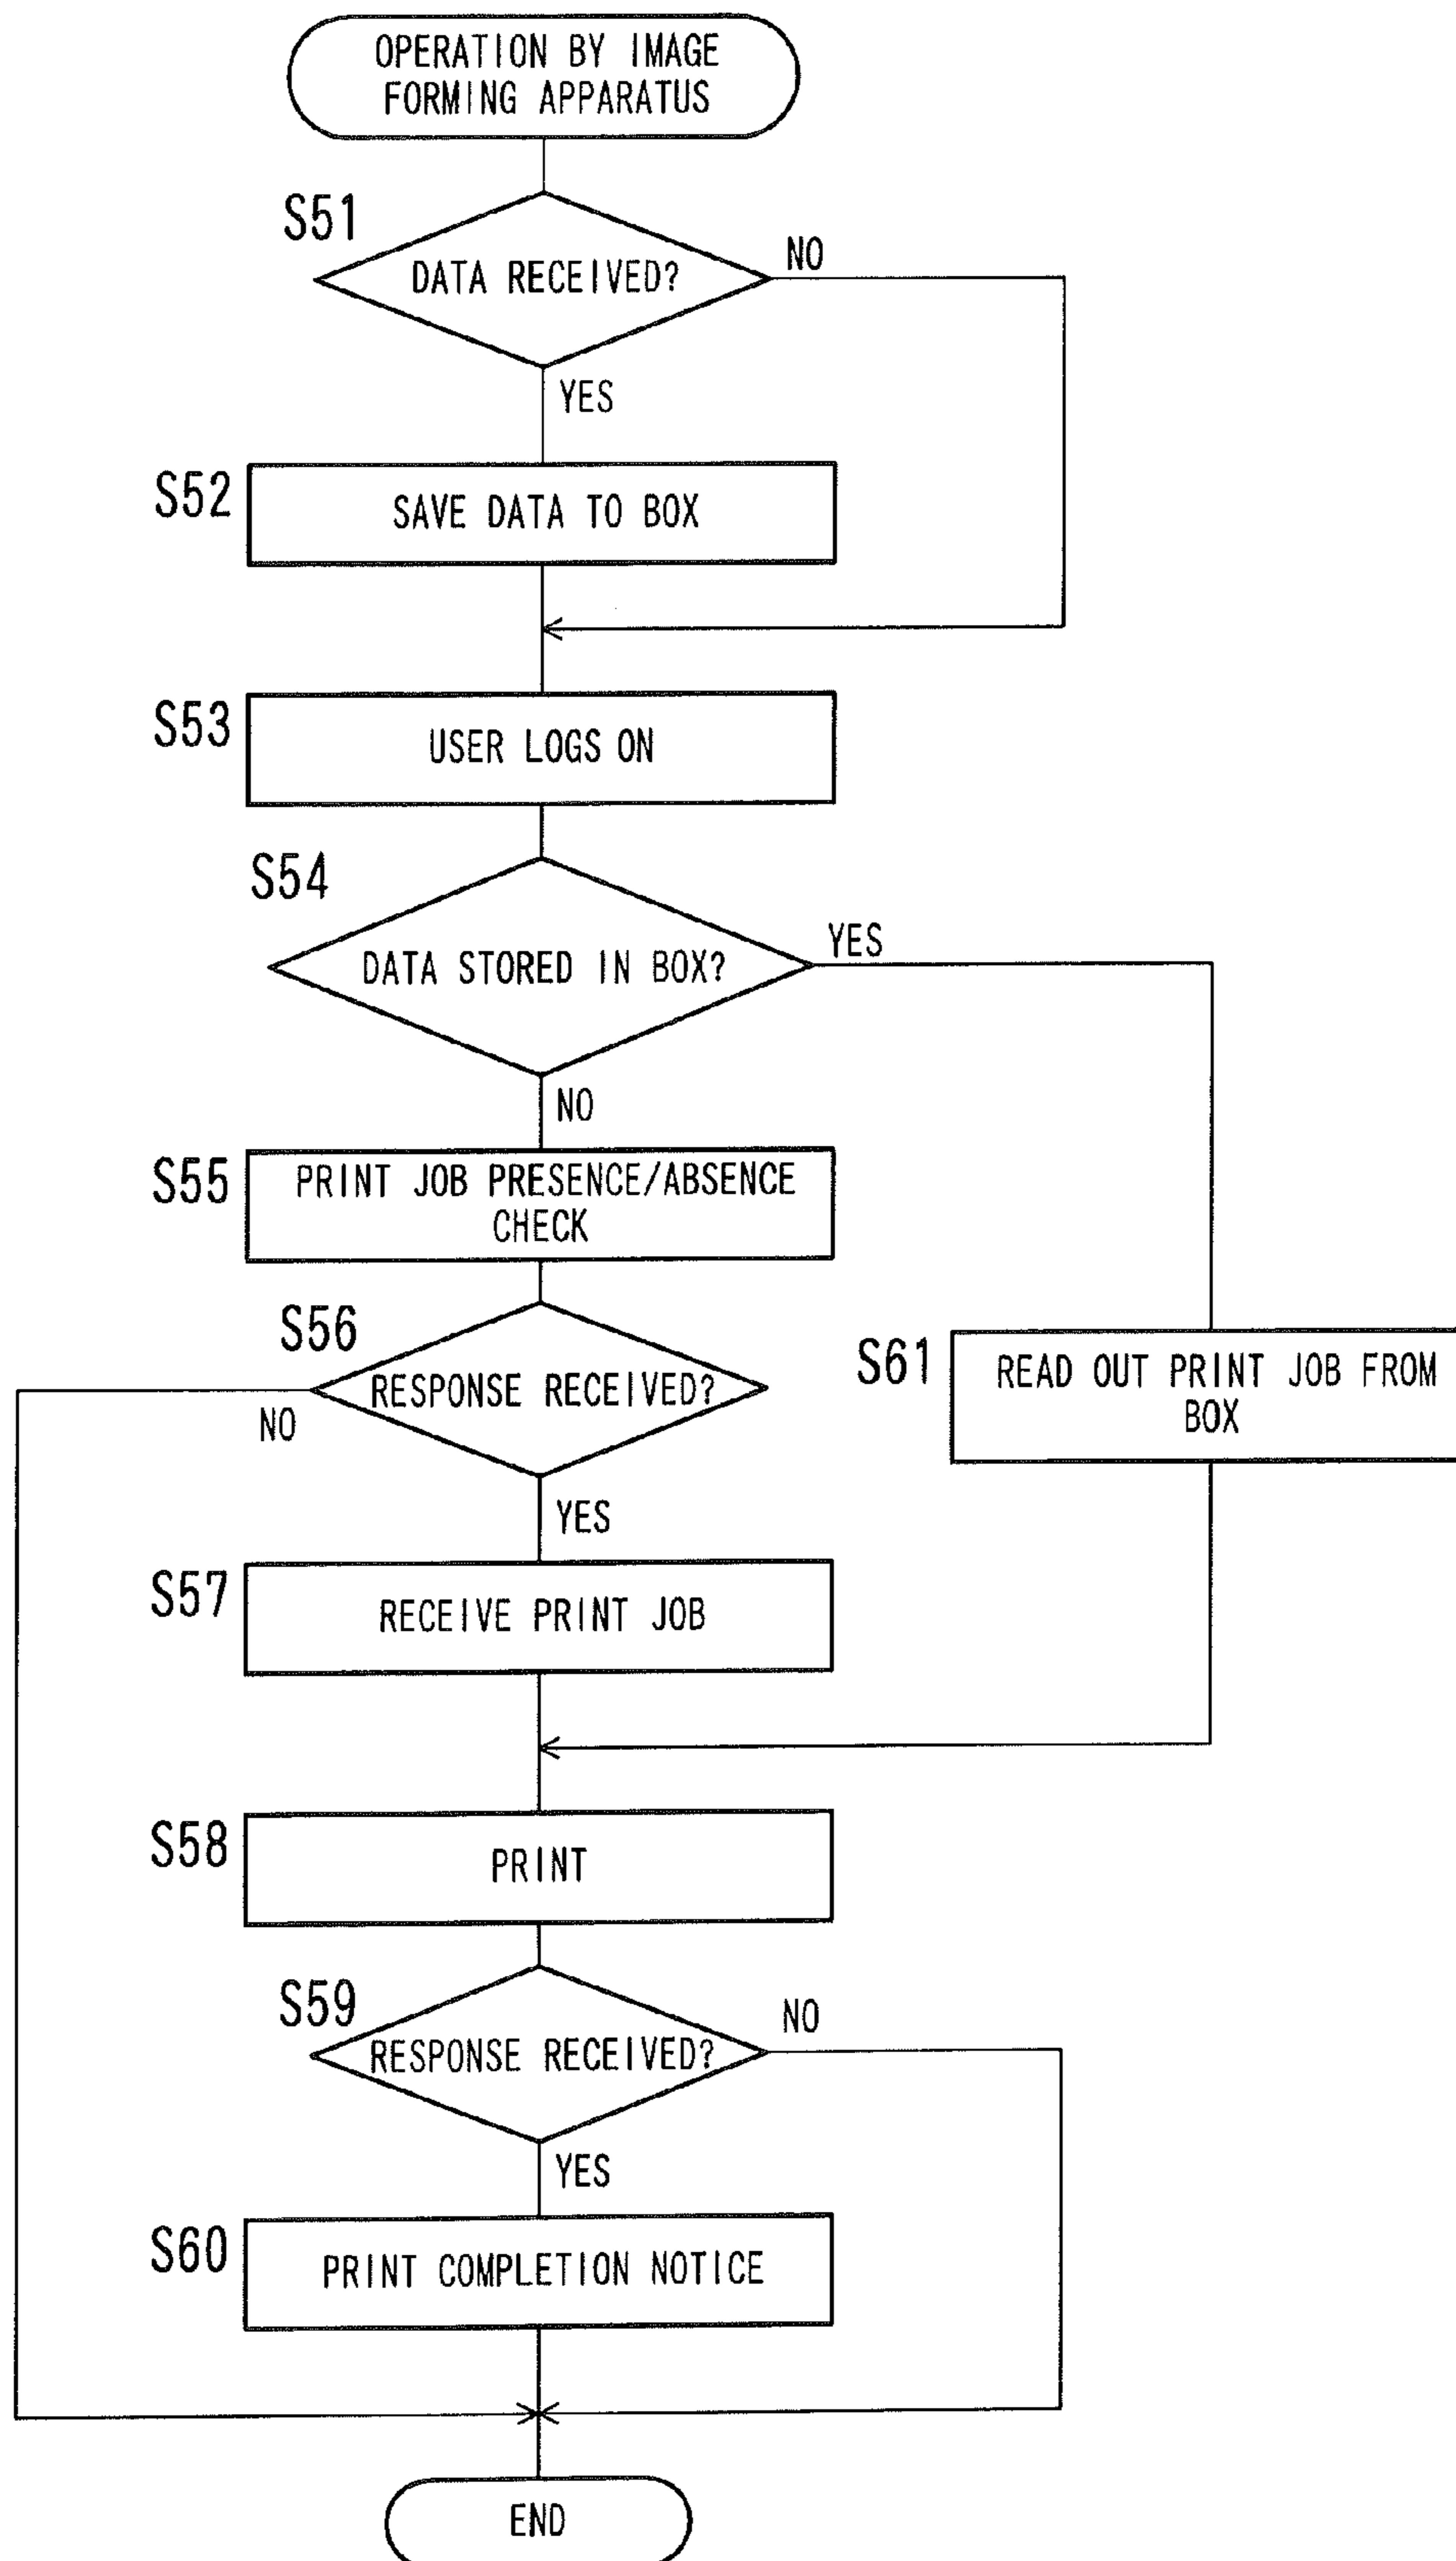 OPERATION BY IMAGE
FORMING APPARATUS
S51
DATA RECEIVED?
NO
YES
S52
SAVE DATA TO BOX
S53
USER LOGS ON
S54
DATA STORED IN BOX?
YES
NO
S55
PRINT JOB PRESENCE/ABSENCE
CHECK
S56
RESPONSE RECEIVED?
NO
YES
S61
READ OUT PRINT JOB FROM
BOX
S57
RECEIVE PRINT JOB
S58
PRINT
S59
RESPONSE RECEIVED?
NO
YES
S60
PRINT COMPLETION NOTICE
END